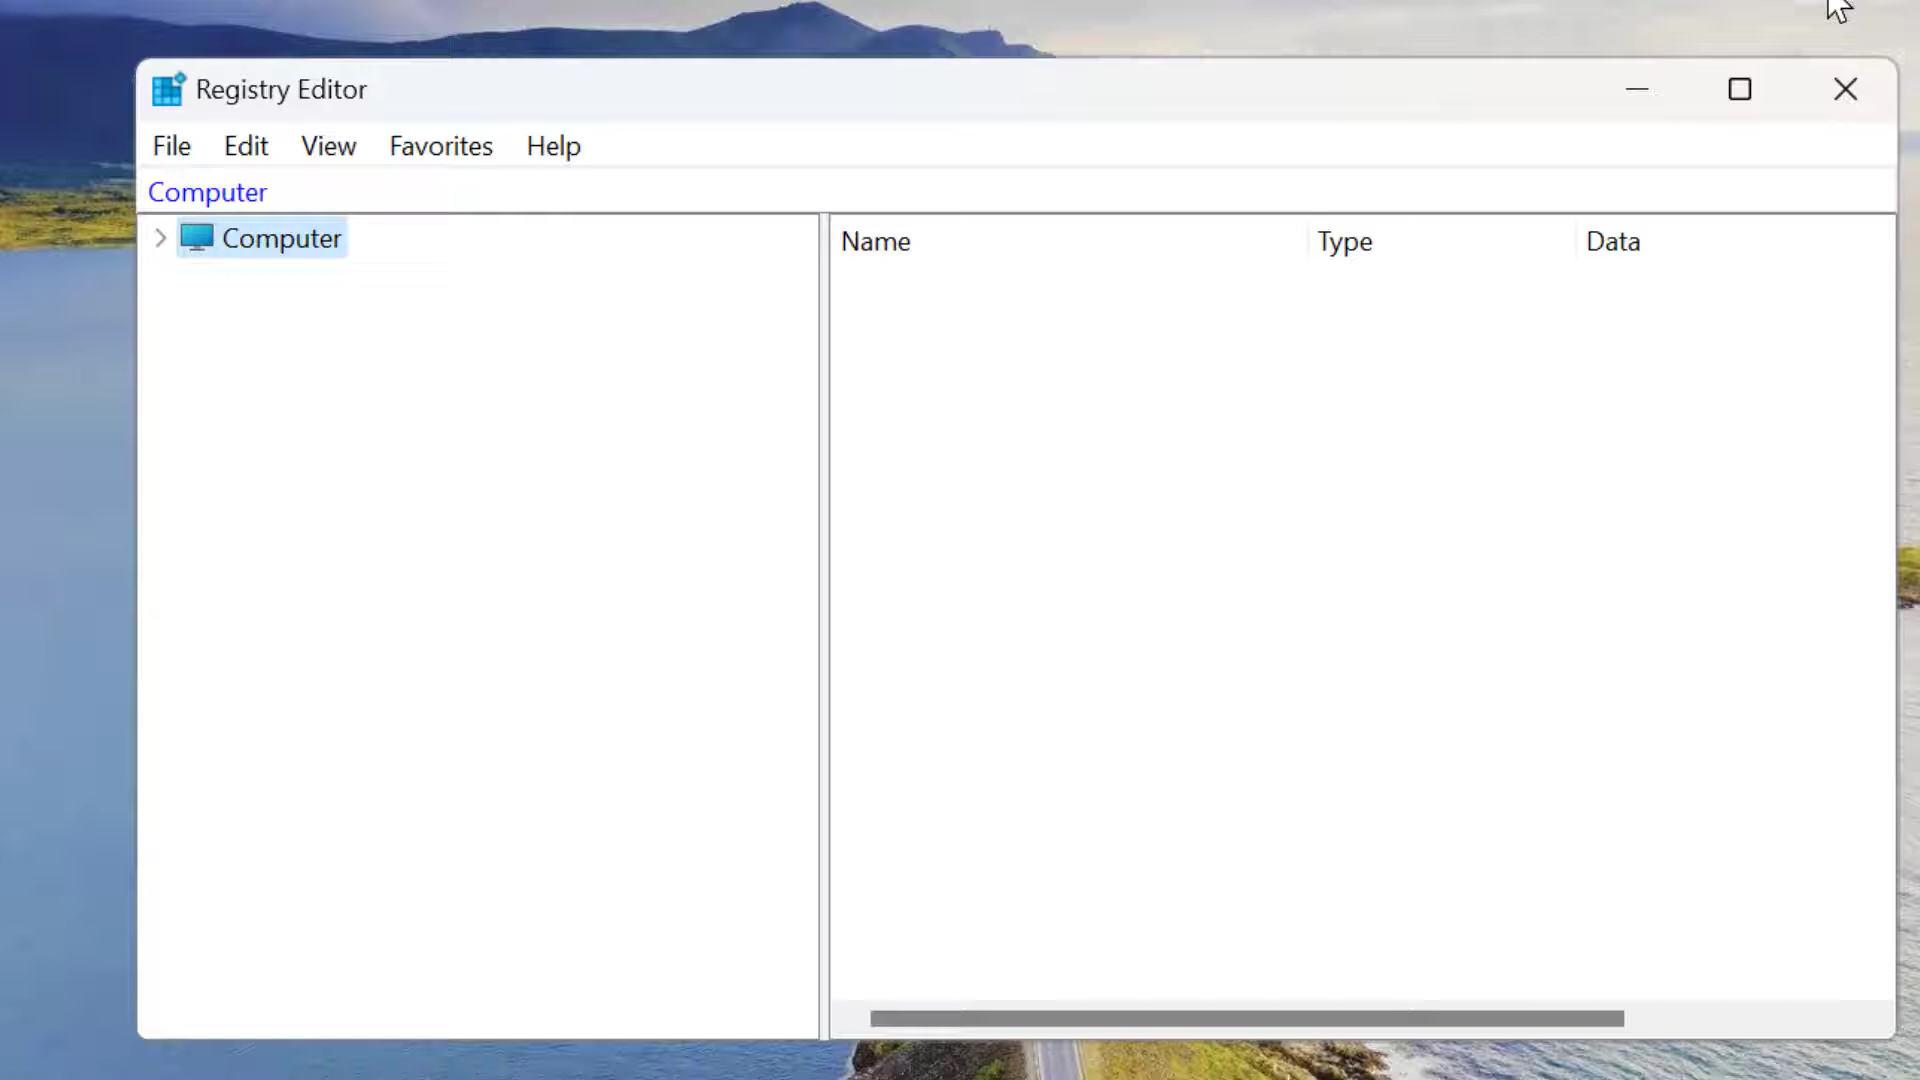 Registry Editor
File Edit View Favorites Help
Computer
Computer
Name Type Data